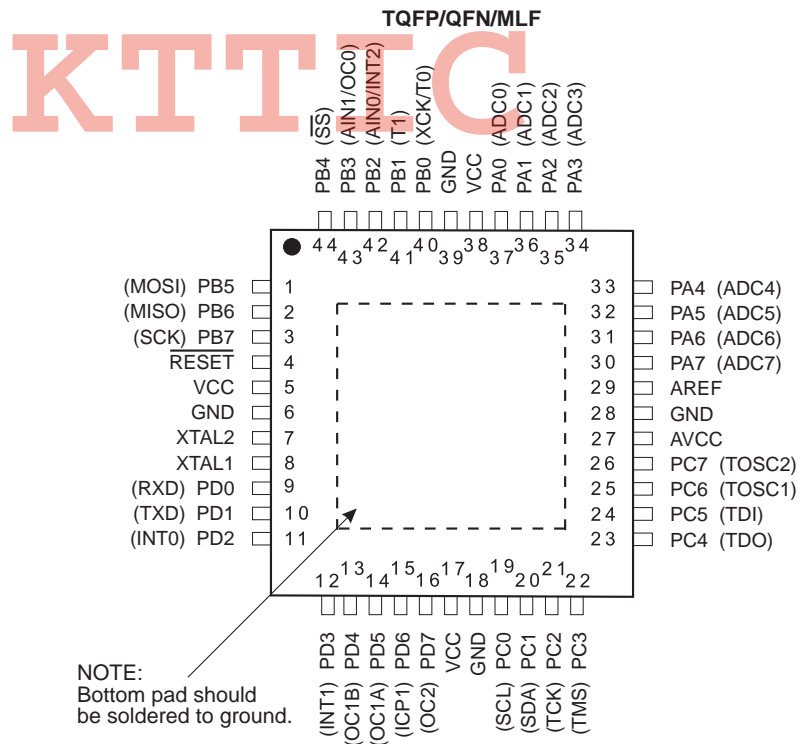 TQFP/QFN/MLF
KTTIC
PB4 (SS)
PB3 (AIN1/OC0)
PB2 (AIN0/INT2)
PB1 (T1)
PB0 (XCK/T0)
GND
VCC
PA0 (ADC0)
PA1 (ADC1)
PA2 (ADC2)
PA3 (ADC3)
44 43 42 41 40 39 38 37 36 35 34
(MOSI) PB5 1
(MISO) PB6 2
(SCK) PB7 3
RESET 4
VCC 5
GND 6
XTAL2 7
XTAL1 8
(RXD) PD0 9
(TXD) PD1 10
(INT0) PD2 11
33 PA4 (ADC4)
32 PA5 (ADC5)
31 PA6 (ADC6)
30 PA7 (ADC7)
29 AREF
28 GND
27 AVCC
26 PC7 (TOSC2)
25 PC6 (TOSC1)
24 PC5 (TDI)
23 PC4 (TDO)
12 13 14 15 16 17 18 19 20 21 22
(INT1) PD3
(OC1B) PD4
(OC1A) PD5
(ICP1) PD6
(OC2) PD7
VCC
GND
(SCL) PC0
(SDA) PC1
(TCK) PC2
(TMS) PC3
NOTE:
Bottom pad should
be soldered to ground.